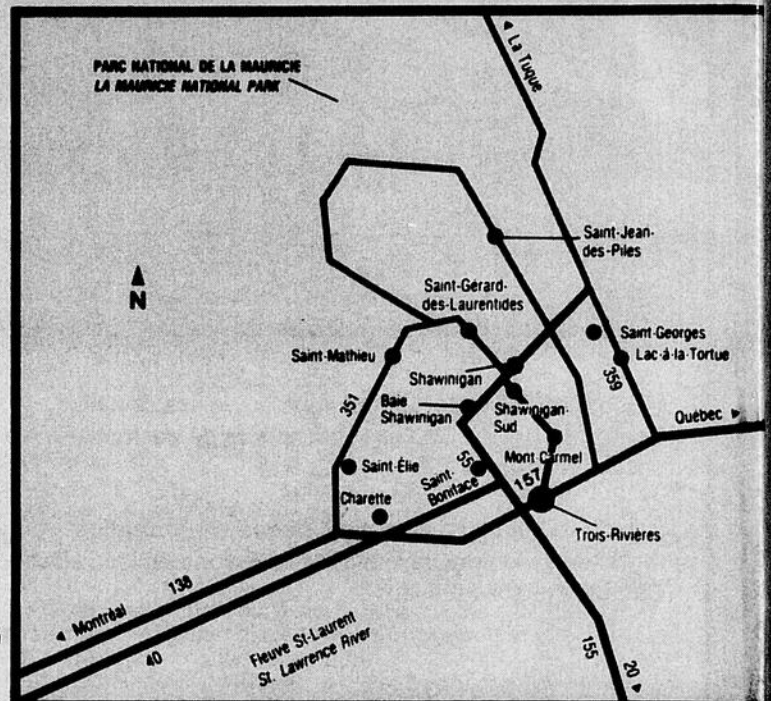 PARC NATIONAL DE LA MAURICIE
LA MAURICIE NATIONAL PARK
La Tuque
Saint-Jean-
des-Piles
N
Saint-Gérard-
des-Laurentides
Saint-Georges
Saint-Mathieu
Lac-à-la-Tortue
Shawinigan
359
351
Baie
Shawinigan
Shawinigan-
Sud
Québec
55
Mont Carmel
Saint-Élie
Saint-
Boniface
157
Charette
Trois-Rivières
138
Montréal
40
Fleuve St-Laurent
St. Lawrence River
155
20